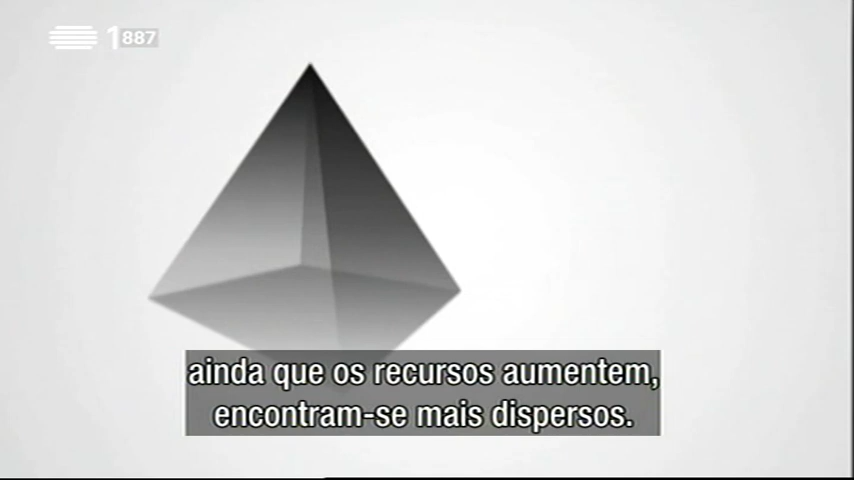 1 887
ainda que os recursos aumentem,
encontram-se mais dispersos.